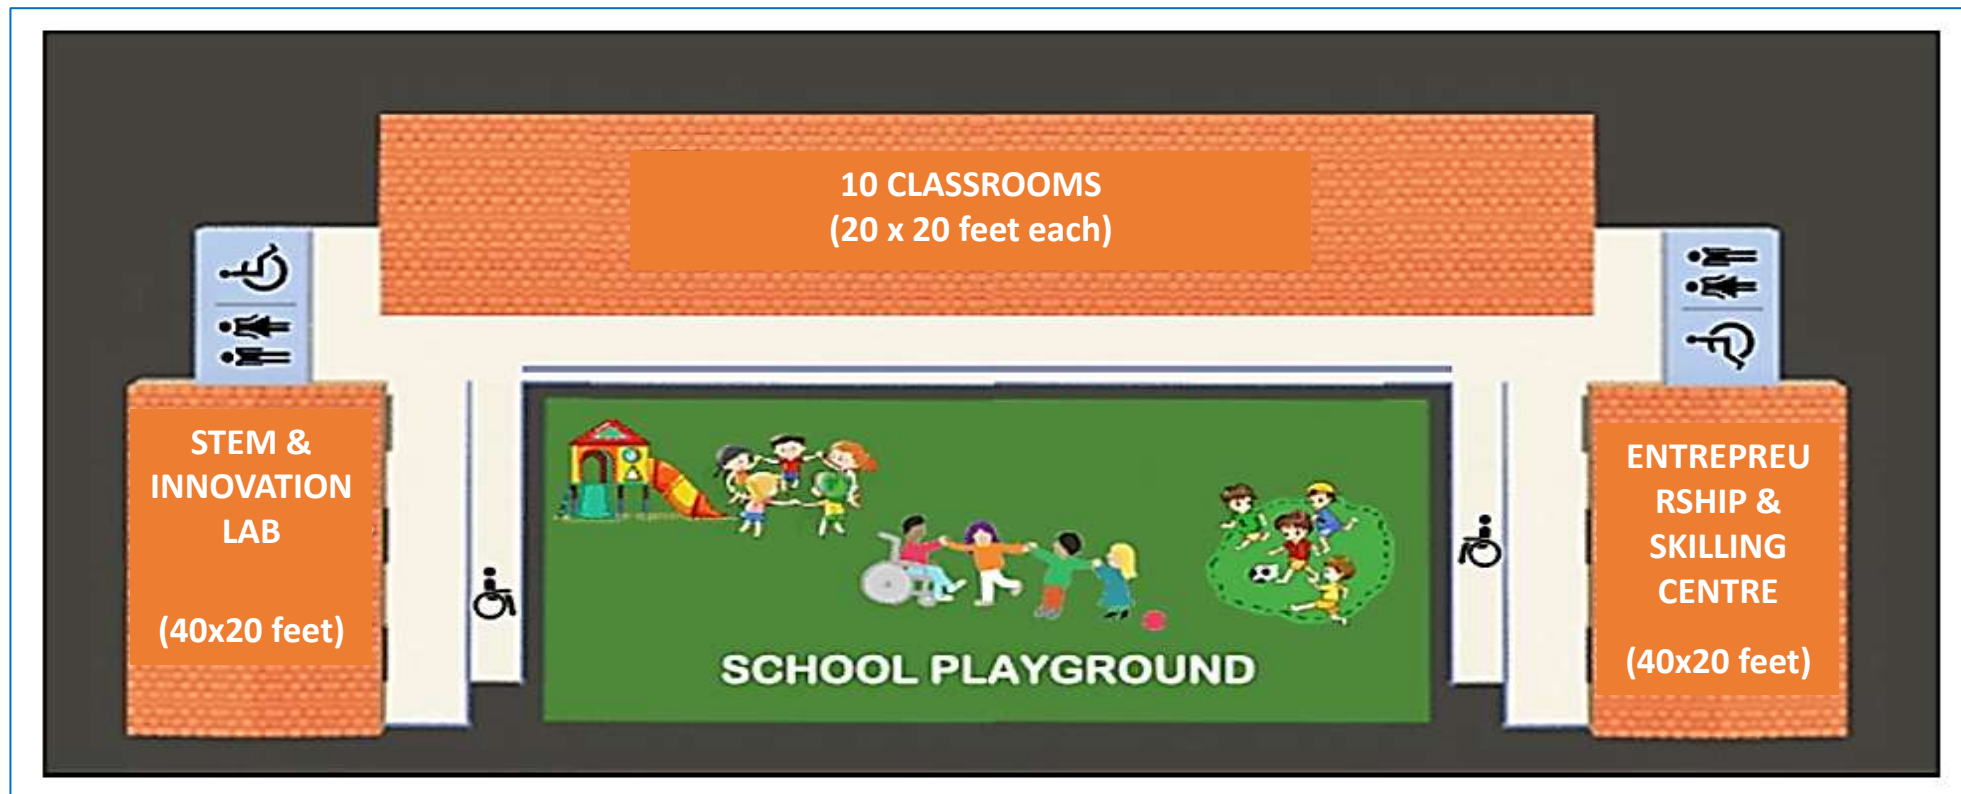 10 CLASSROOMS
(20 x 20 feet each)
STEM &
INNOVATION
LAB
(40x20 feet)
SCHOOL PLAYGROUND
ENTREPREU
RSHIP &
SKILLING
CENTRE
(40x20 feet)